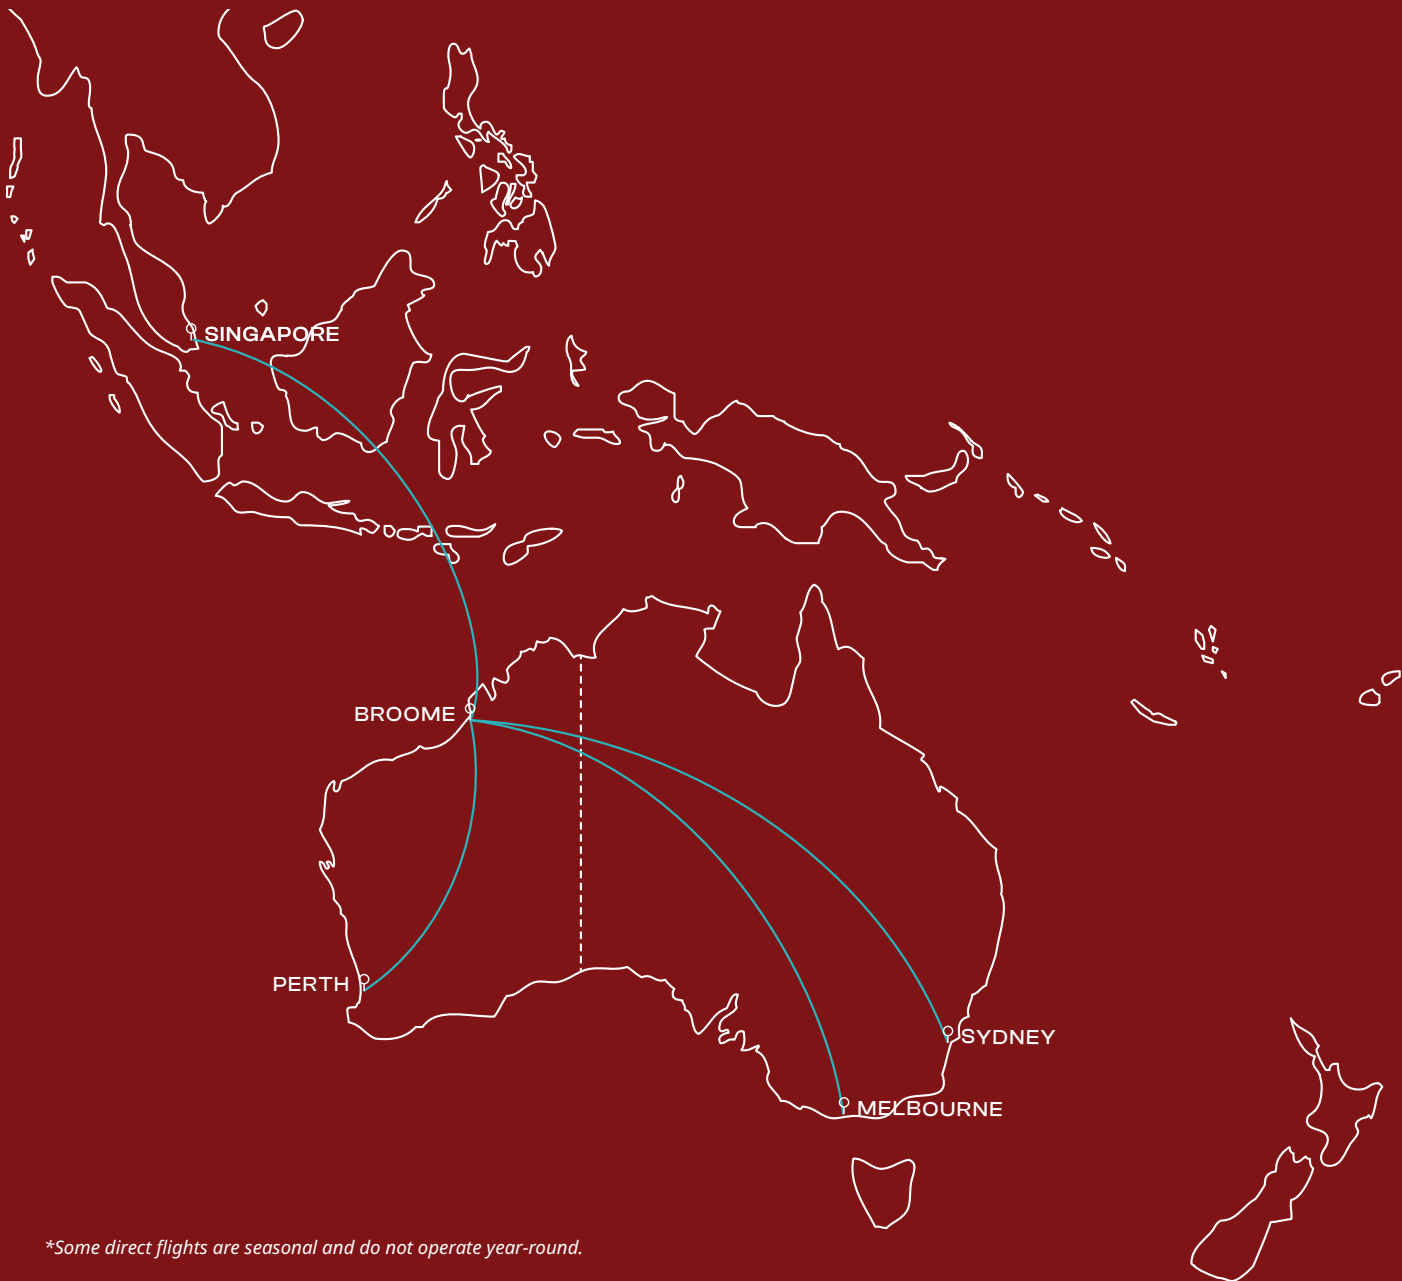 SINGAPORE
BROOME
PERTH
SYDNEY
MELBOURNE
*Some direct flights are seasonal and do not operate year-round.